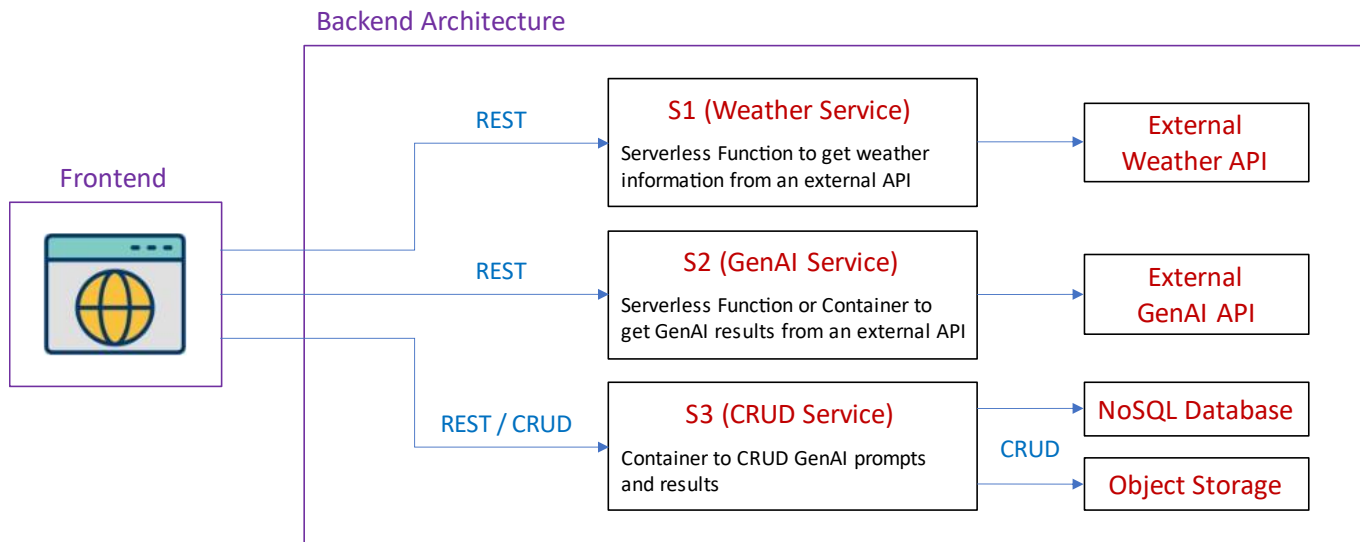 Backend Architecture
Frontend
REST
S1 (Weather Service)
Serverless Function to get weather
information from an external API
External
Weather API
REST
S2 (GenAI Service)
Serverless Function or Container to
get GenAI results from an external API
External
GenAI API
REST / CRUD
S3 (CRUD Service)
Container to CRUD GenAI prompts
and results
CRUD
NoSQL Database
Object Storage